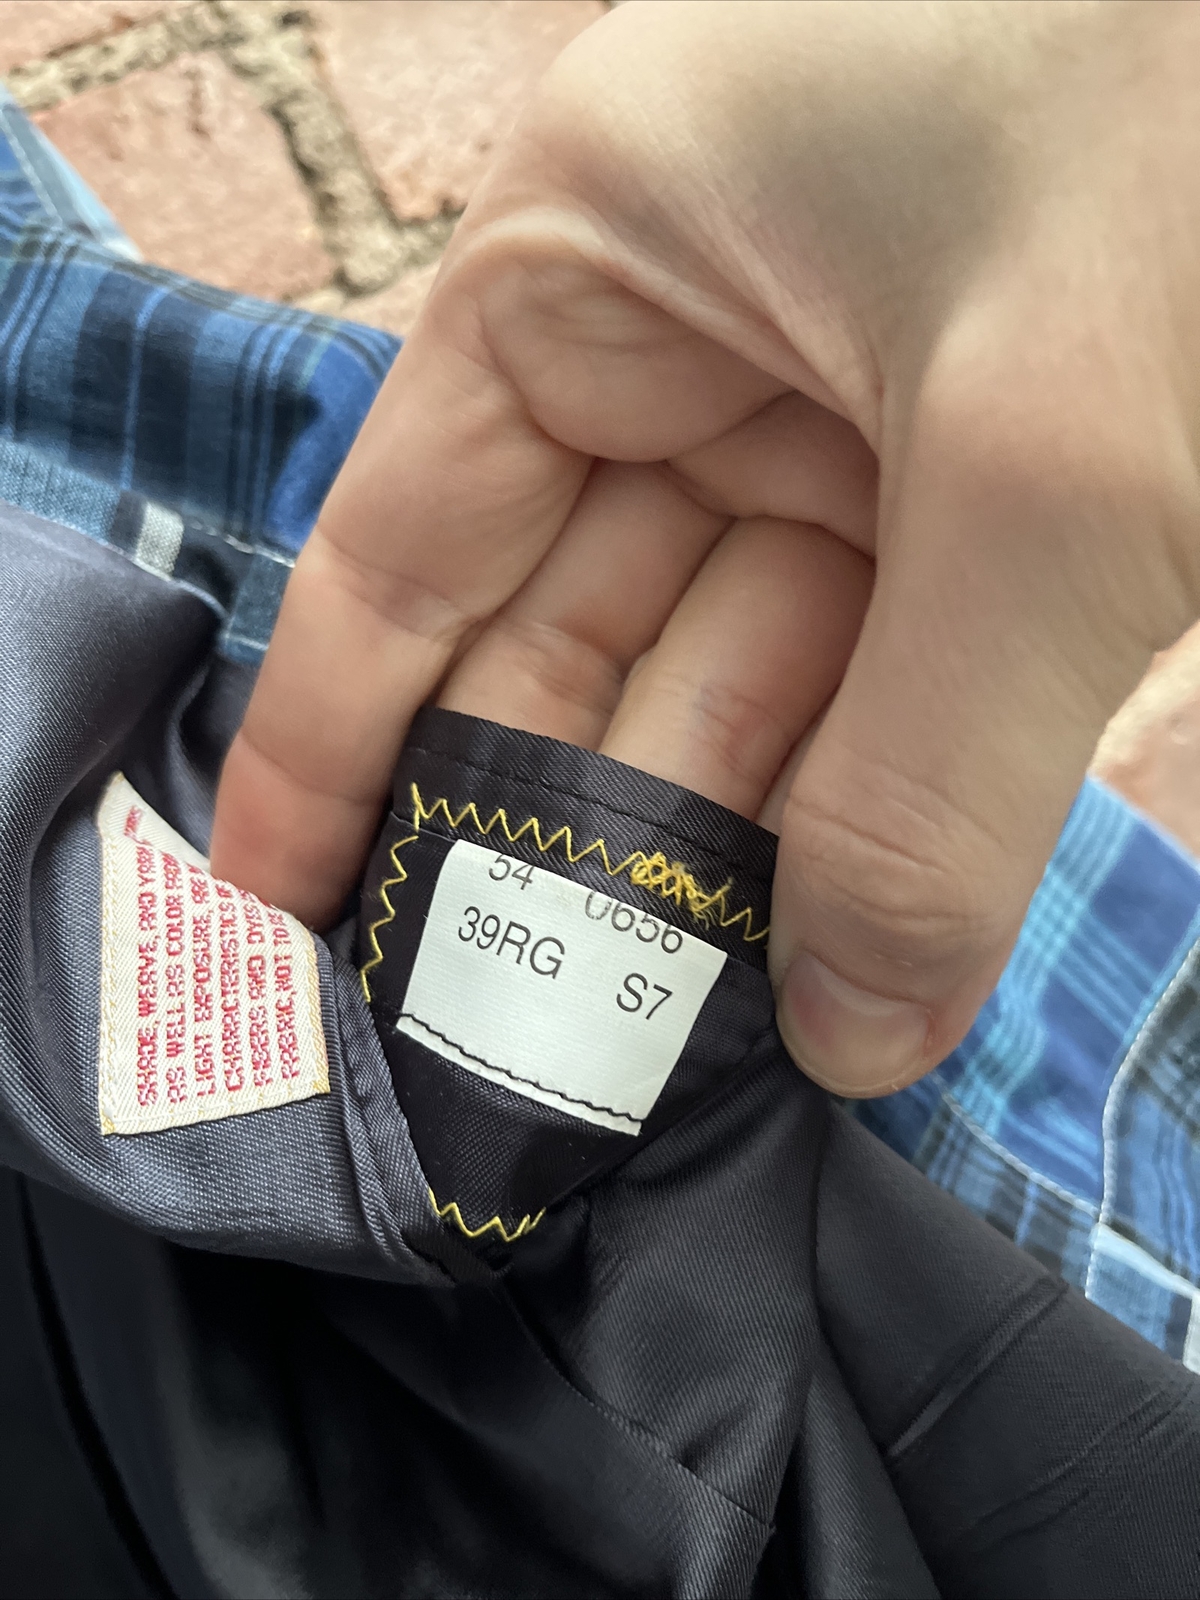 SHADE, WEAVE, AND YARN
AS WELL AS COLOR FROM
LIGHT EXPOSURE, ARE
CHARACTERISTICS OF
FIBERS AND
FABRIC, NOT TO BE
54 0656
39RG S7